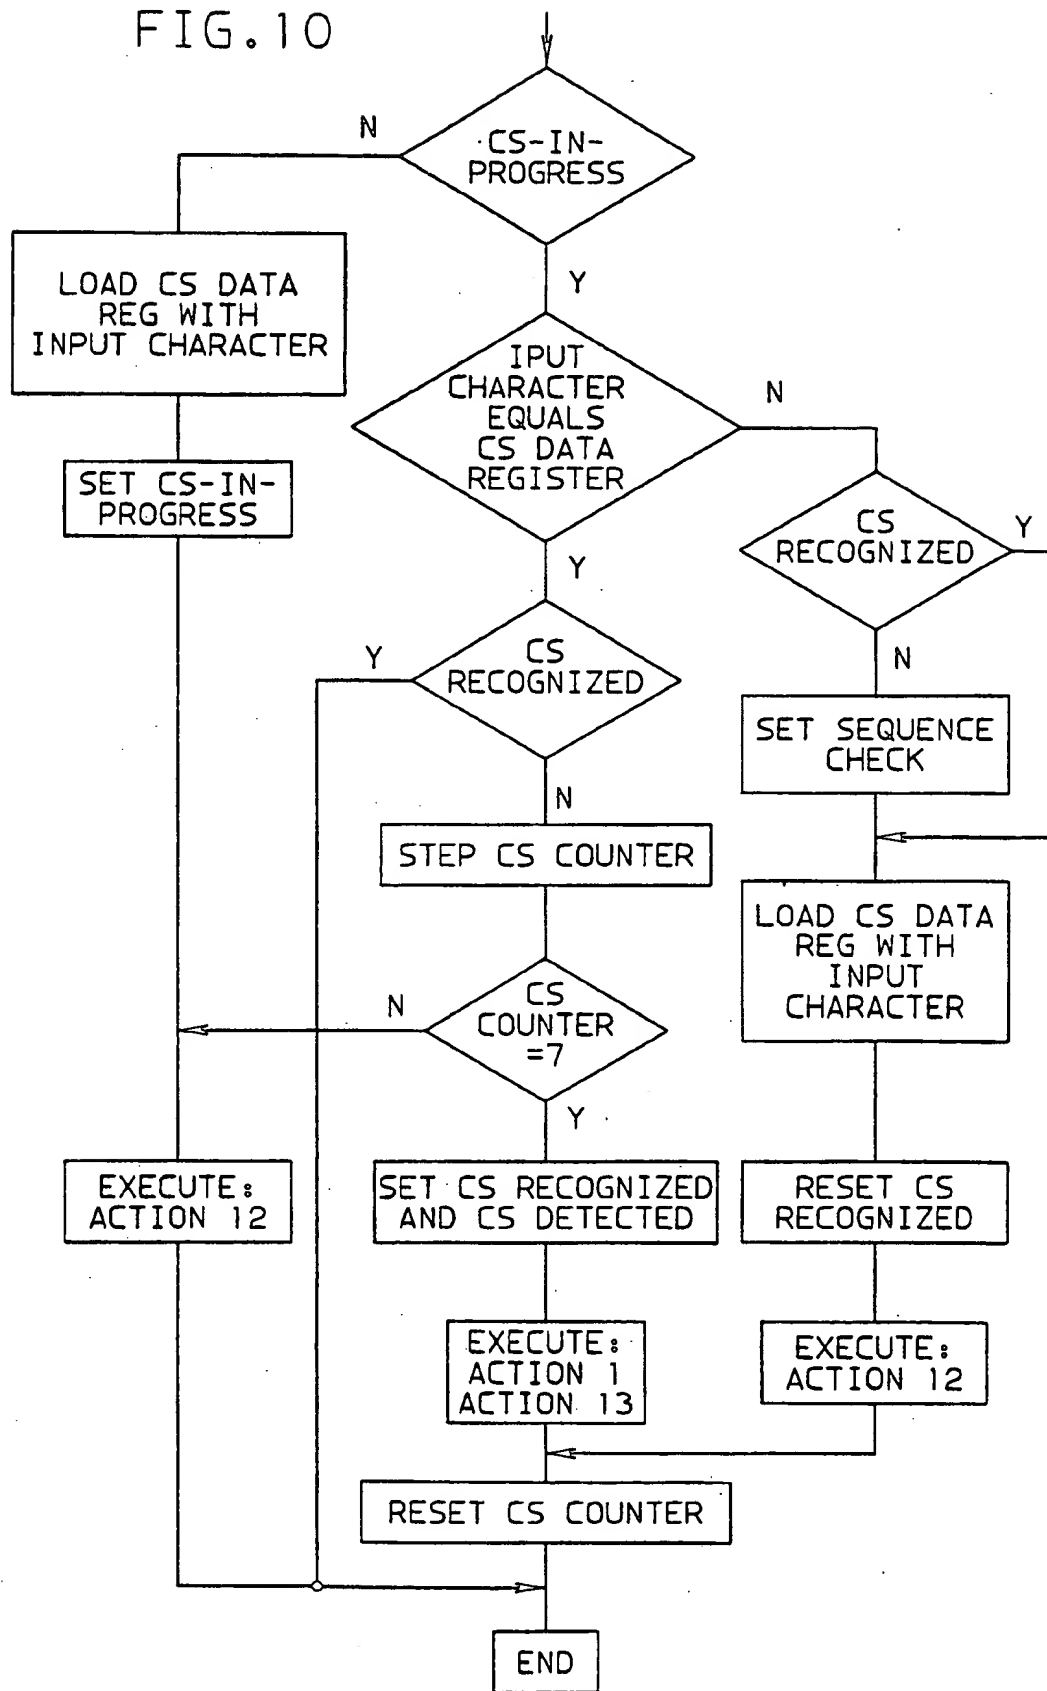 FIG.10
CS-IN-
PROGRESS
N
Y
LOAD CS DATA
REG WITH
INPUT CHARACTER
SET CS-IN-
PROGRESS
IPUT
CHARACTER
EQUALS
CS DATA
REGISTER
N
Y
CS
RECOGNIZED
Y
N
CS
RECOGNIZED
Y
N
SET SEQUENCE
CHECK
STEP CS COUNTER
LOAD CS DATA
REG WITH
INPUT
CHARACTER
CS
COUNTER
=7
N
Y
EXECUTE:
ACTION 12
SET CS RECOGNIZED
AND CS DETECTED
RESET CS
RECOGNIZED
EXECUTE:
ACTION 1
ACTION 13
EXECUTE:
ACTION 12
RESET CS COUNTER
END